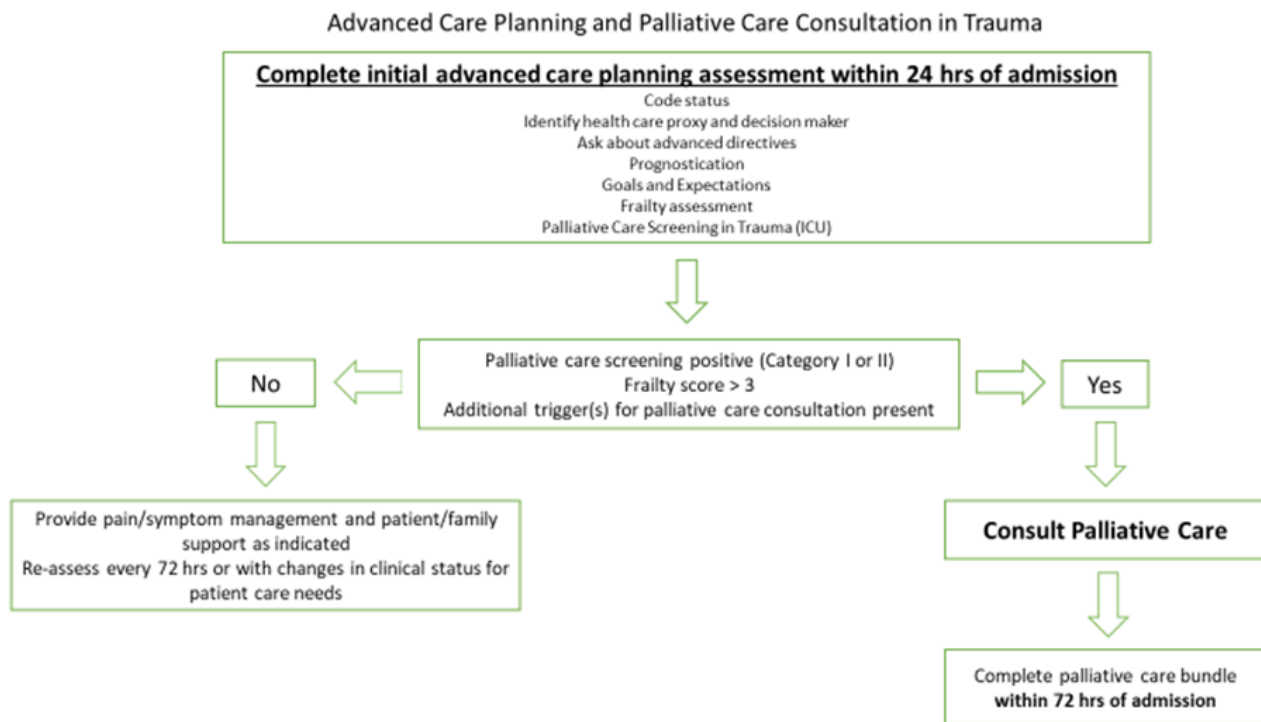 Advanced Care Planning and Palliative Care Consultation in Trauma
Complete initial advanced care planning assessment within 24 hrs of admission
Code status
Identify health care proxy and decision maker
Ask about advanced directives
Prognostication
Goals and Expectations
Frailty assessment
Palliative Care Screening in Trauma (ICU)
Palliative care screening positive (Category I or II)
Frailty score > 3
Additional trigger(s) for palliative care consultation present
No
Yes
Provide pain/symptom management and patient/family
support as indicated
Re-assess every 72 hrs or with changes in clinical status for
patient care needs
Consult Palliative Care
Complete palliative care bundle
within 72 hrs of admission